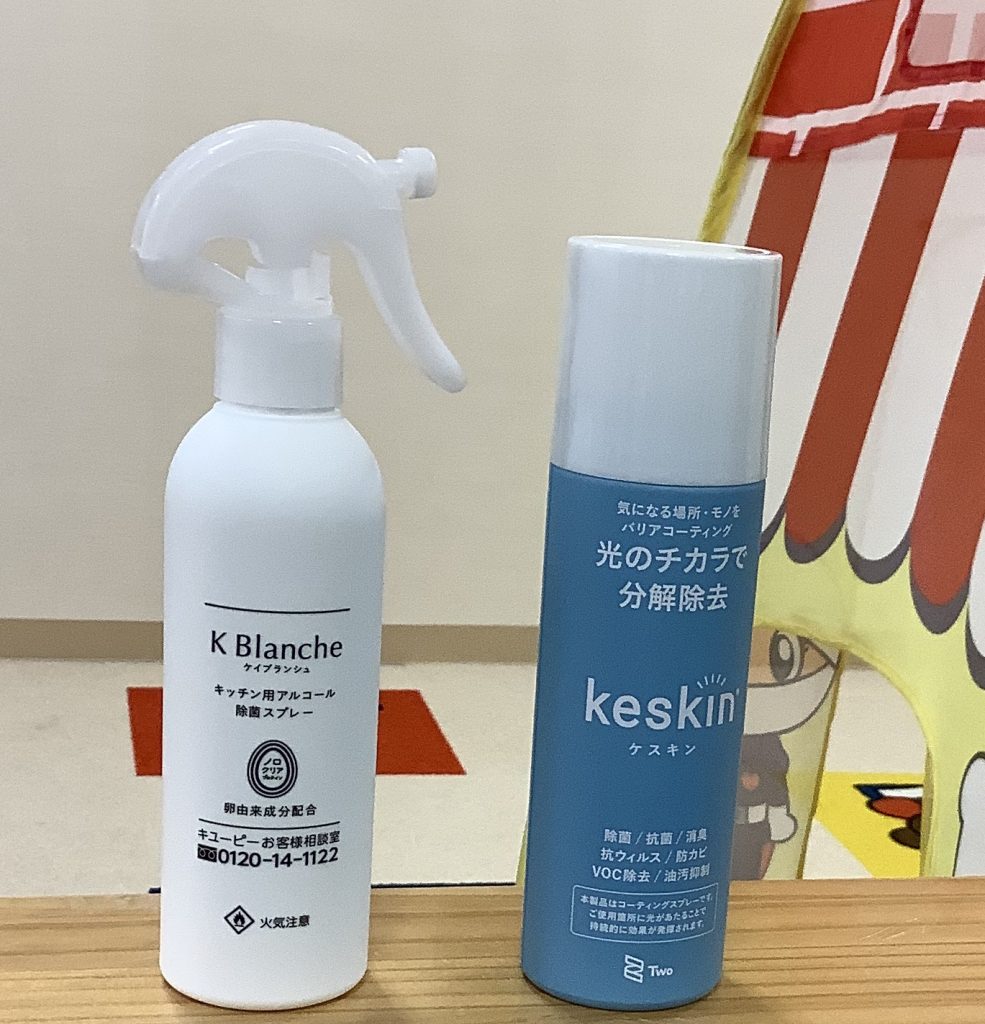 K Blanche
ケイブランシュ
キッチン用アルコール
除菌スプレー
ノロ
クリア
プロテイン
卵由来成分配合
キユーピーお客様相談室
0120-14-1122
火気注意
気になる場所・モノを
バリアコーティング
光のチカラで
分解除去
keskin
ケスキン
除菌 / 抗菌 / 消臭
抗ウィルス / 防カビ
VOC除去 / 油汚抑制
本製品はコーティングスプレーです。
ご使用箇所に光があたることで
持続的に効果が発揮されます。
Two